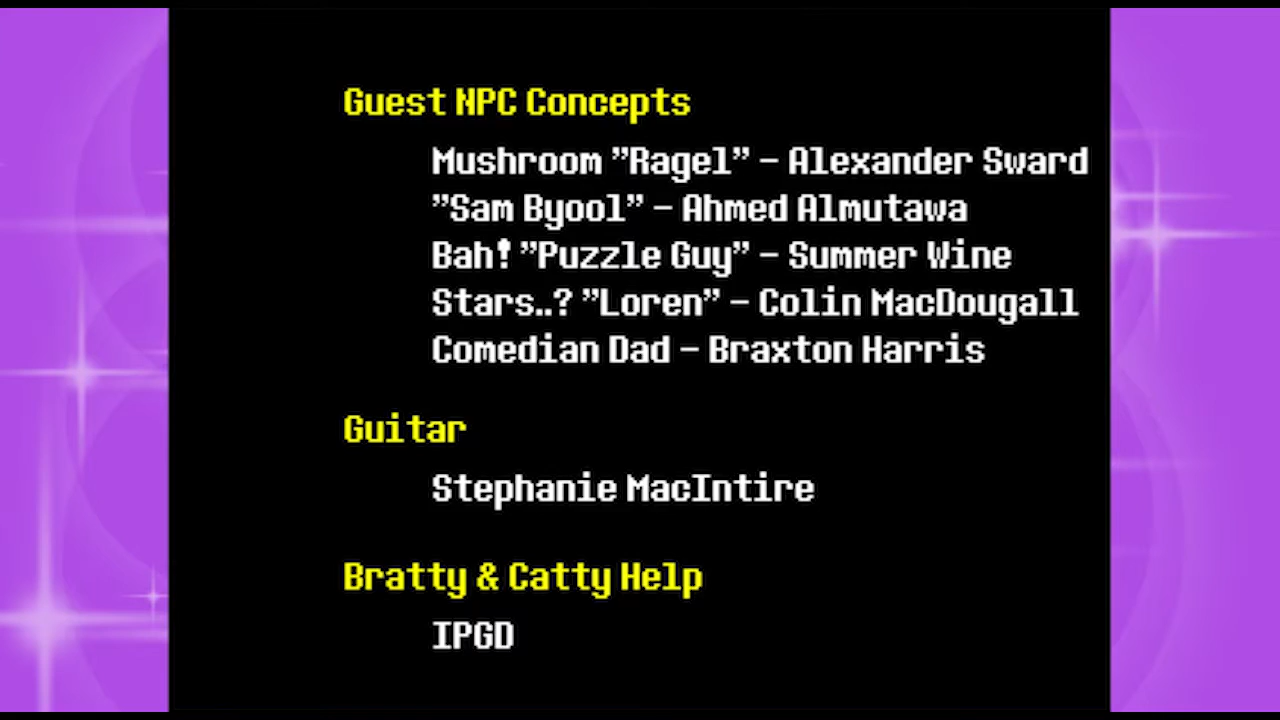 Guest NPC Concepts
Mushroom ”Ragel” – Alexander Sward
”Sam Byool” – Ahmed Almutawa
Bah! ”Puzzle Guy” – Summer Wine
Stars..? ”Loren” – Colin MacDougall
Comedian Dad – Braxton Harris
Guitar
Stephanie MacIntire
Bratty & Catty Help
IPGD